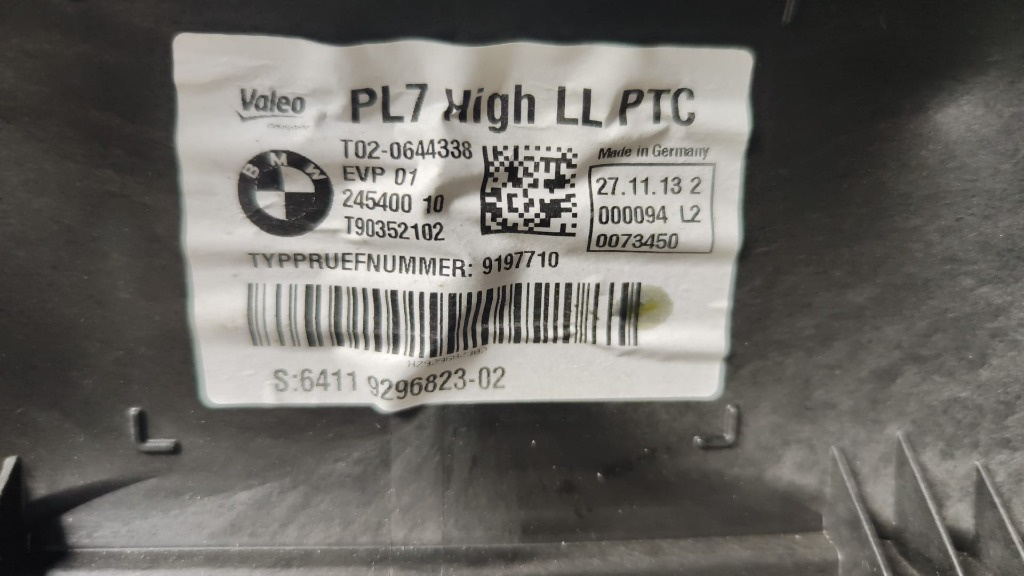 Valeo
PL7 High LL PTC
BMW
T02-0644338
EVP 01
245400 10
T90352102
Made in Germany
27.11.13 2
000094 L2
0073450
TYPPRUEFNUMMER: 9197710
S:6411 9296823-02